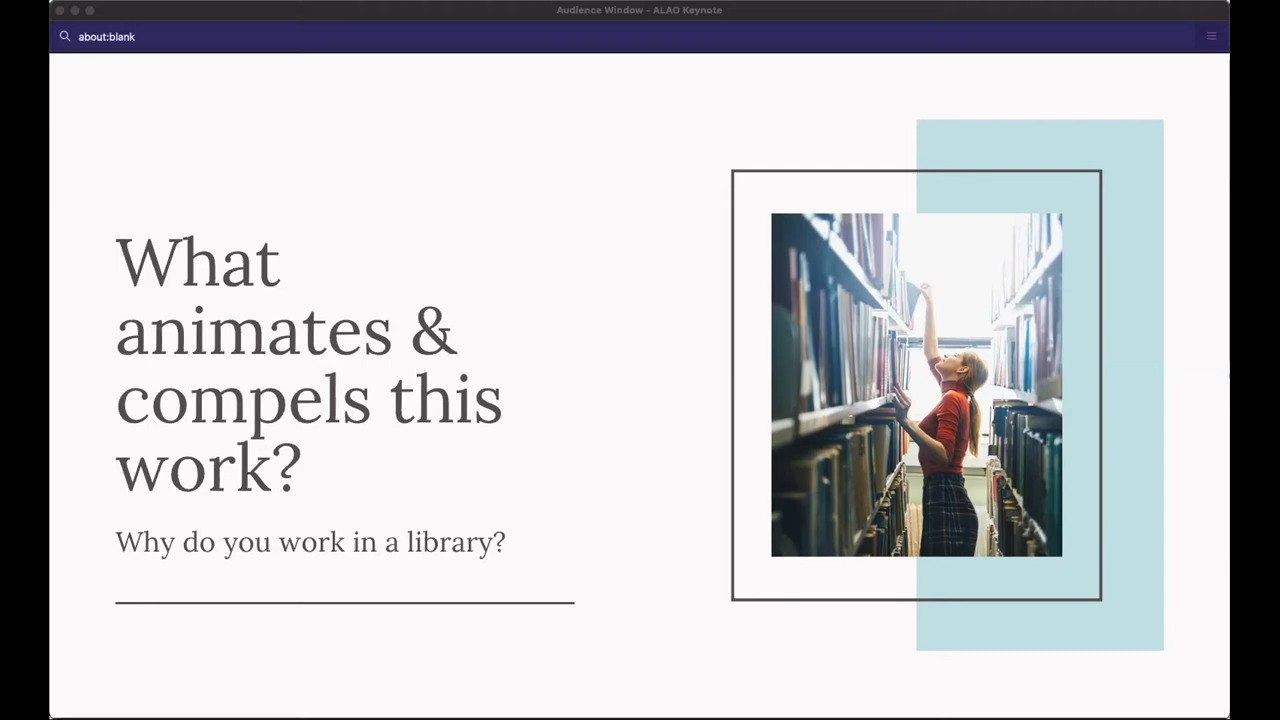 Audience Window - ALAO Keynote
about:blank
What
animates &
compels this
work?
Why do you work in a library?